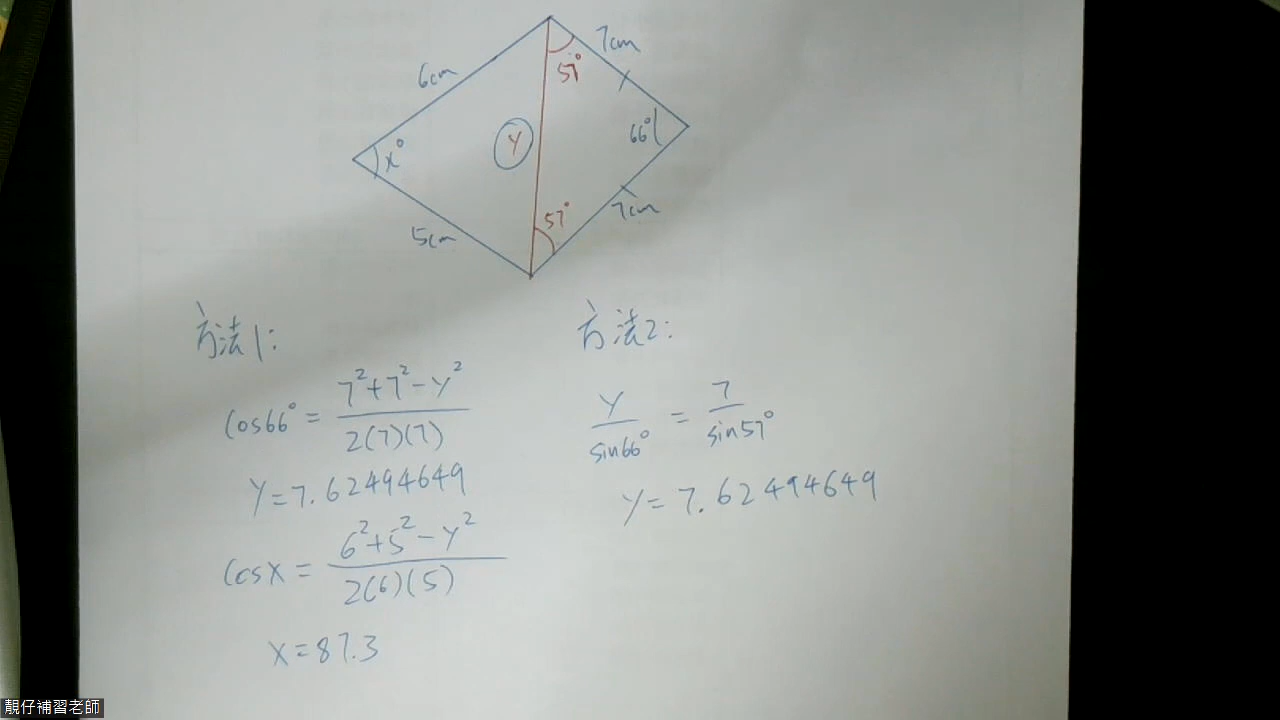 7cm
6cm
57°
66°
Y
x°
57°
7cm
5cm
方法1:
cos66° = (7²+7²-Y²)/(2(7)(7))
Y=7.62494649
cosx = (6²+5²-Y²)/(2(6)(5))
x=87.3
方法2:
Y/sin66° = 7/sin57°
Y=7.62494649
靚仔補習老師